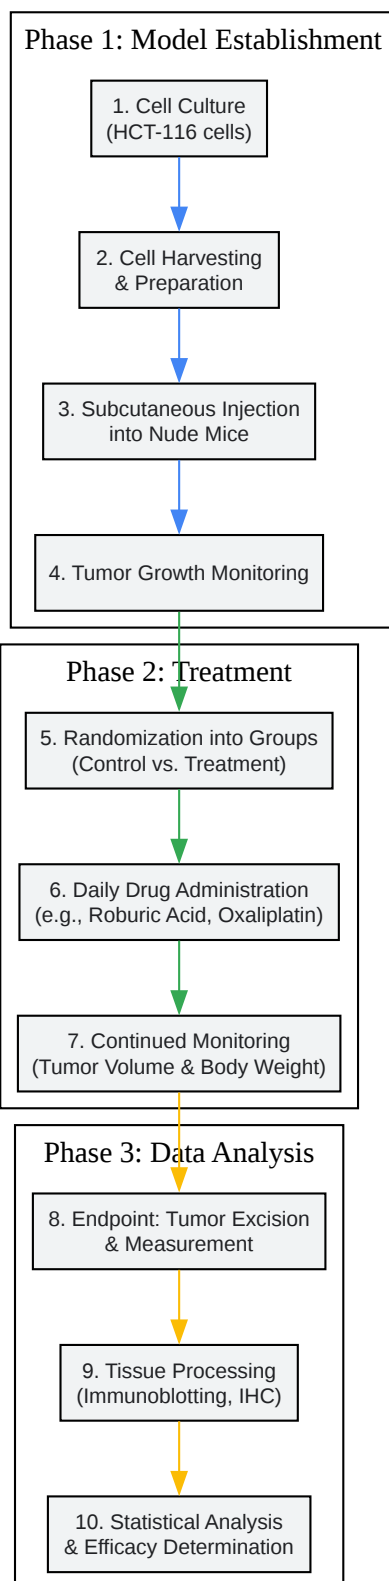 Phase 1: Model Establishment
1. Cell Culture
(HCT-116 cells)
2. Cell Harvesting
& Preparation
3. Subcutaneous Injection
into Nude Mice
4. Tumor Growth Monitoring
Phase 2: Treatment
5. Randomization into Groups
(Control vs. Treatment)
6. Daily Drug Administration
(e.g., Roburic Acid, Oxaliplatin)
7. Continued Monitoring
(Tumor Volume & Body Weight)
Phase 3: Data Analysis
8. Endpoint: Tumor Excision
& Measurement
9. Tissue Processing
(Immunoblotting, IHC)
10. Statistical Analysis
& Efficacy Determination